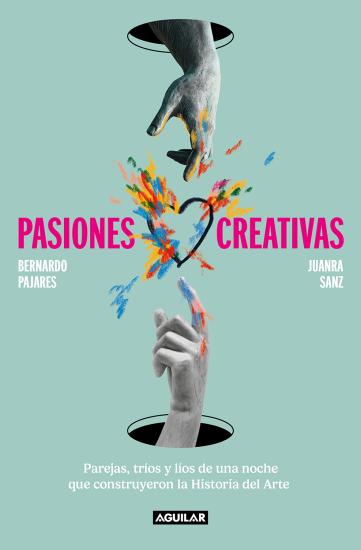 PASIONES CREATIVAS
BERNARDO
PAJARES
JUANRA
SANZ
Parejas, tríos y líos de una noche
que construyeron la Historia del Arte
AGUILAR